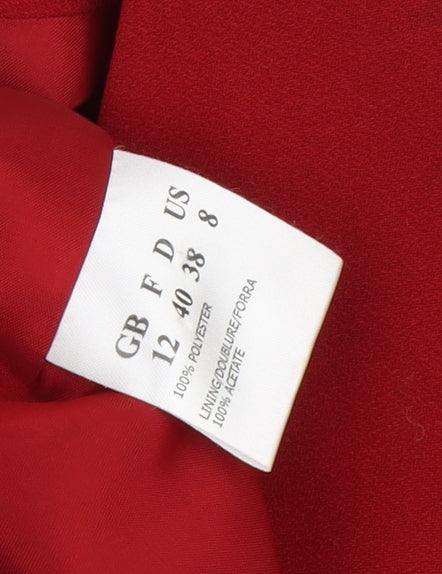 GB F D US
12 40 38 8
100% POLYESTER
LINING/DOUBLURE/FORRA
100% ACETATE